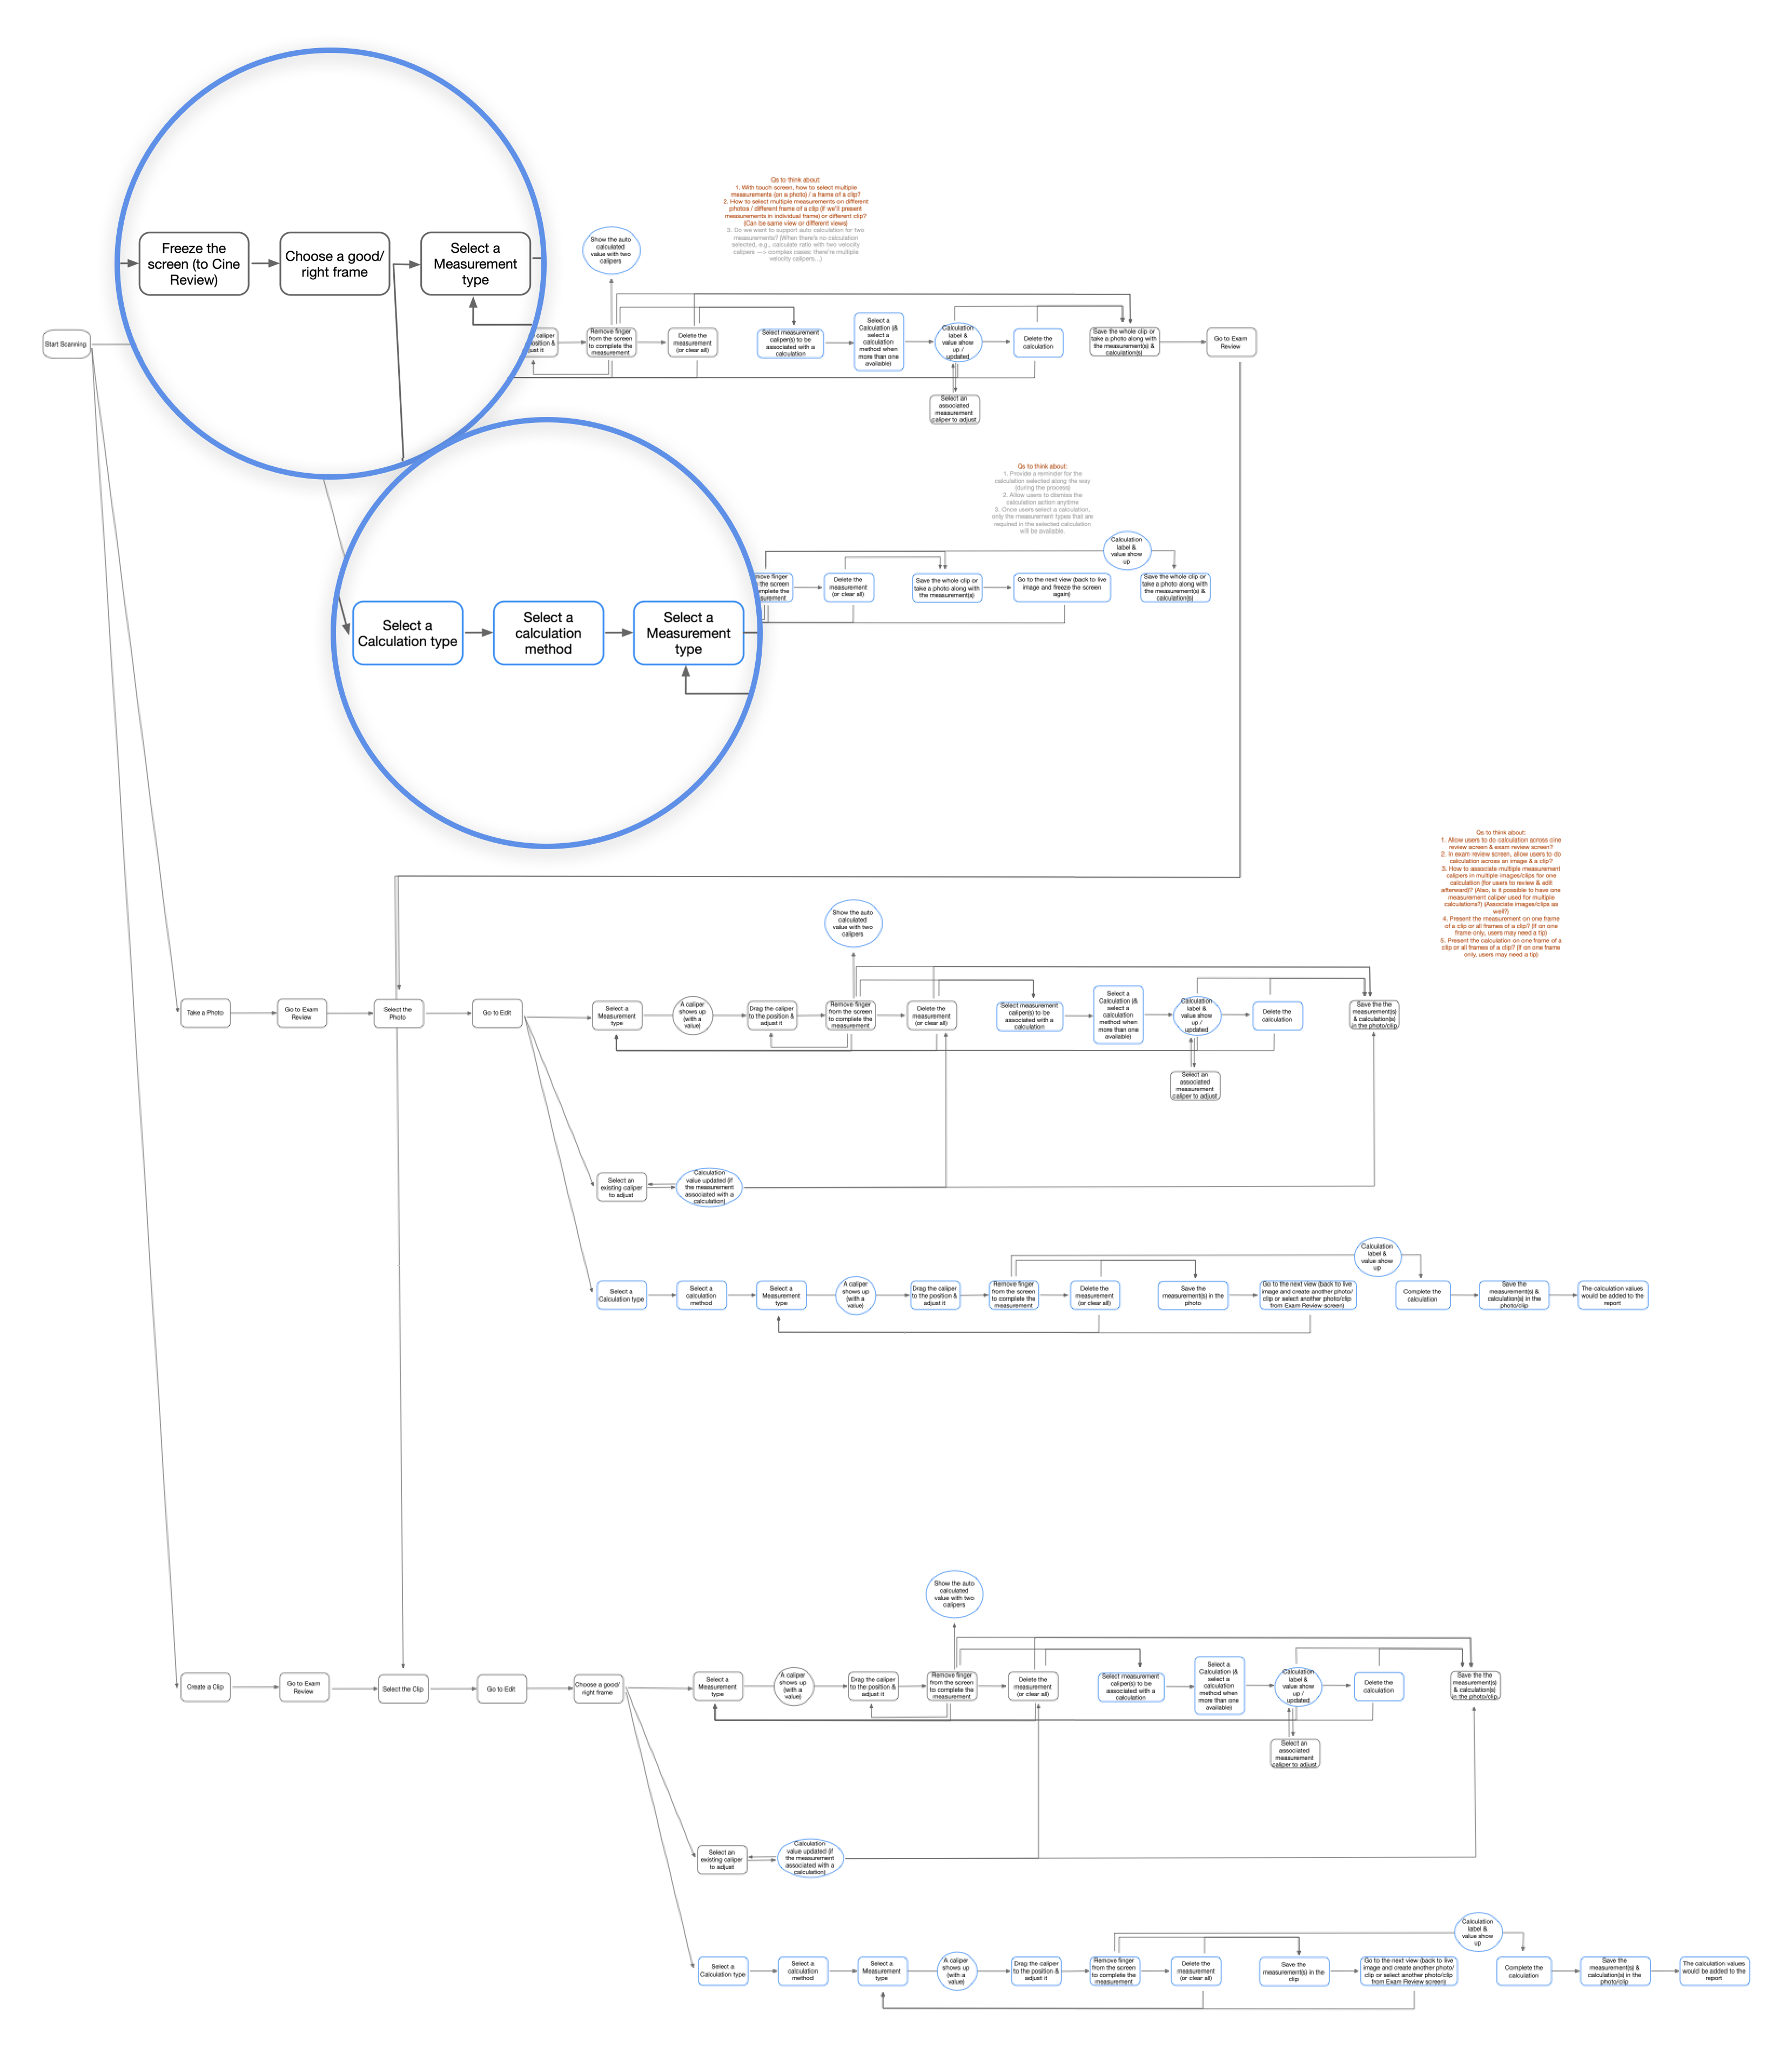 Qs to think about:
1. With touch screen, how to select multiple
measurements (on a photo) / a frame of a clip?
2. How to select multiple measurements on different
photos / different frame of a clip (if we'll present
measurements in individual frame) or different clip?
(Can be same view or different views)
3. Do we want to support auto calculation for two
measurements? (When there's no calculation
selected, e.g., calculate ratio with two velocity
calipers —> complex cases: there're multiple
velocity calipers...)
Show the auto
calculated
value with two
calipers
Freeze the
screen (to Cine
Review)
Choose a good/
right frame
Select a
Measurement
type
Start Scanning
caliper
osition &
just it
Remove finger
from the screen
to complete the
measurement
Delete the
measurement
(or clear all)
Select measurement
caliper(s) to be
associated with a
calculation
Select a
Calculation (&
select a
calculation
method when
more than one
available)
Calculation
label &
value show
up /
updated
Delete the
calculation
Save the whole clip or
take a photo along with
the measurement(s) &
calculation(s)
Go to Exam
Review
Select an
associated
measurement
caliper to adjust
Qs to think about:
1. Provide a reminder for the
calculation selected along the way
(during the process)
2. Allow users to dismiss the
calculation action anytime
3. Once users select a calculation,
only the measurement types that are
required in the selected calculation
will be available.
Calculation
label &
value show
up
Select a
Calculation type
Select a
calculation
method
Select a
Measurement
type
move finger
the screen
mplete the
surement
Delete the
measurement
(or clear all)
Save the whole clip or
take a photo along with
the measurement(s)
Go to the next view (back to live
image and freeze the screen
again)
Save the whole clip or
take a photo along with
the measurement(s) &
calculation(s)
Qs to think about:
1. Allow users to do calculation across cine
review screen & exam review screen?
2. In exam review screen, allow users to do
calculation across an image & a clip?
3. How to associate multiple measurement
calipers in multiple images/clips for one
calculation (for users to review & edit
afterward)? (Also, is it possible to have one
measurement caliper used for multiple
calculations?) (Associate images/clips as
well?)
4. Present the measurement on one frame
of a clip or all frames of a clip? (If on one
frame only, users may need a tip)
5. Present the calculation on one frame of a
clip or all frames of a clip? (If on one frame
only, users may need a tip)
Show the auto
calculated
value with two
calipers
Take a Photo
Go to Exam
Review
Select the
Photo
Go to Edit
Select a
Measurement
type
A caliper
shows up
(with a
value)
Drag the caliper
to the position &
adjust it
Remove finger
from the screen
to complete the
measurement
Delete the
measurement
(or clear all)
Select measurement
caliper(s) to be
associated with a
calculation
Select a
Calculation (&
select a
calculation
method when
more than one
available)
Calculation
label &
value show
up /
updated
Delete the
calculation
Save the the
measurement(s)
& calculation(s)
in the photo/clip
Select an
associated
measurement
caliper to adjust
Select an
existing caliper
to adjust
Calculation
value updated (if
the measurement
associated with a
calculation)
Calculation
label &
value show
up
Select a
Calculation type
Select a
calculation
method
Select a
Measurement
type
A caliper
shows up
(with a
value)
Drag the caliper
to the position &
adjust it
Remove finger
from the screen
to complete the
measurement
Delete the
measurement
(or clear all)
Save the
measurement(s) in the
photo
Go to the next view (back to live
image and create another photo/
clip or select another photo/clip
from Exam Review screen)
Complete the
calculation
Save the
measurement(s) &
calculation(s) in the
photo/clip
The calculation values
would be added to the
report
Show the auto
calculated
value with two
calipers
Create a Clip
Go to Exam
Review
Select the Clip
Go to Edit
Choose a good/
right frame
Select a
Measurement
type
A caliper
shows up
(with a
value)
Drag the caliper
to the position &
adjust it
Remove finger
from the screen
to complete the
measurement
Delete the
measurement
(or clear all)
Select measurement
caliper(s) to be
associated with a
calculation
Select a
Calculation (&
select a
calculation
method when
more than one
available)
Calculation
label &
value show
up /
updated
Delete the
calculation
Save the the
measurement(s)
& calculation(s)
in the photo/clip
Select an
associated
measurement
caliper to adjust
Select an
existing caliper
to adjust
Calculation
value updated (if
the measurement
associated with a
calculation)
Calculation
label &
value show
up
Select a
Calculation type
Select a
calculation
method
Select a
Measurement
type
A caliper
shows up
(with a
value)
Drag the caliper
to the position &
adjust it
Remove finger
from the screen
to complete the
measurement
Delete the
measurement
(or clear all)
Save the
measurement(s) in the
clip
Go to the next view (back to live
image and create another photo/
clip or select another photo/clip
from Exam Review screen)
Complete the
calculation
Save the
measurement(s) &
calculation(s) in the
photo/clip
The calculation values
would be added to the
report